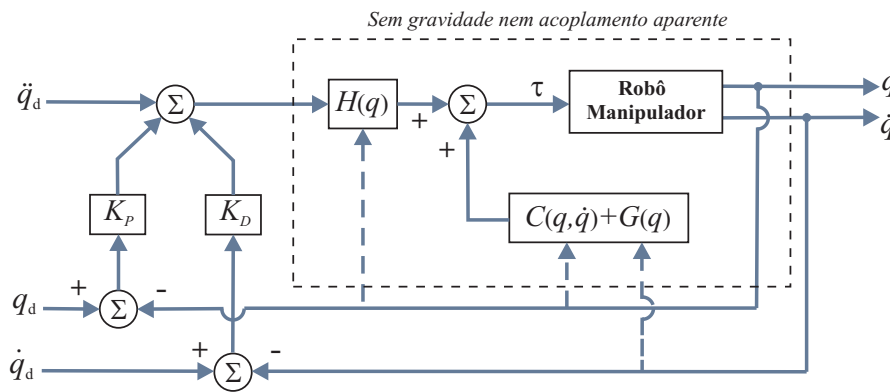 Sem gravidade nem acoplamento aparente
q̈d
Σ
H(q)
+
Σ
+
τ
Robô
Manipulador
q
q̇
KP
KD
C(q,q̇)+G(q)
qd
+
Σ
-
q̇d
+
Σ
-